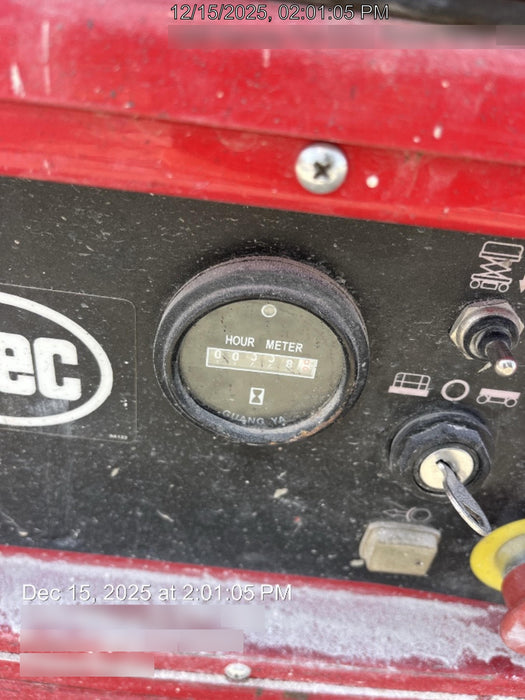 12/15/2025, 02:01:05 PM
HOUR METER
ec
GUANG YA
Dec 15, 2025 at 2:01:05 PM